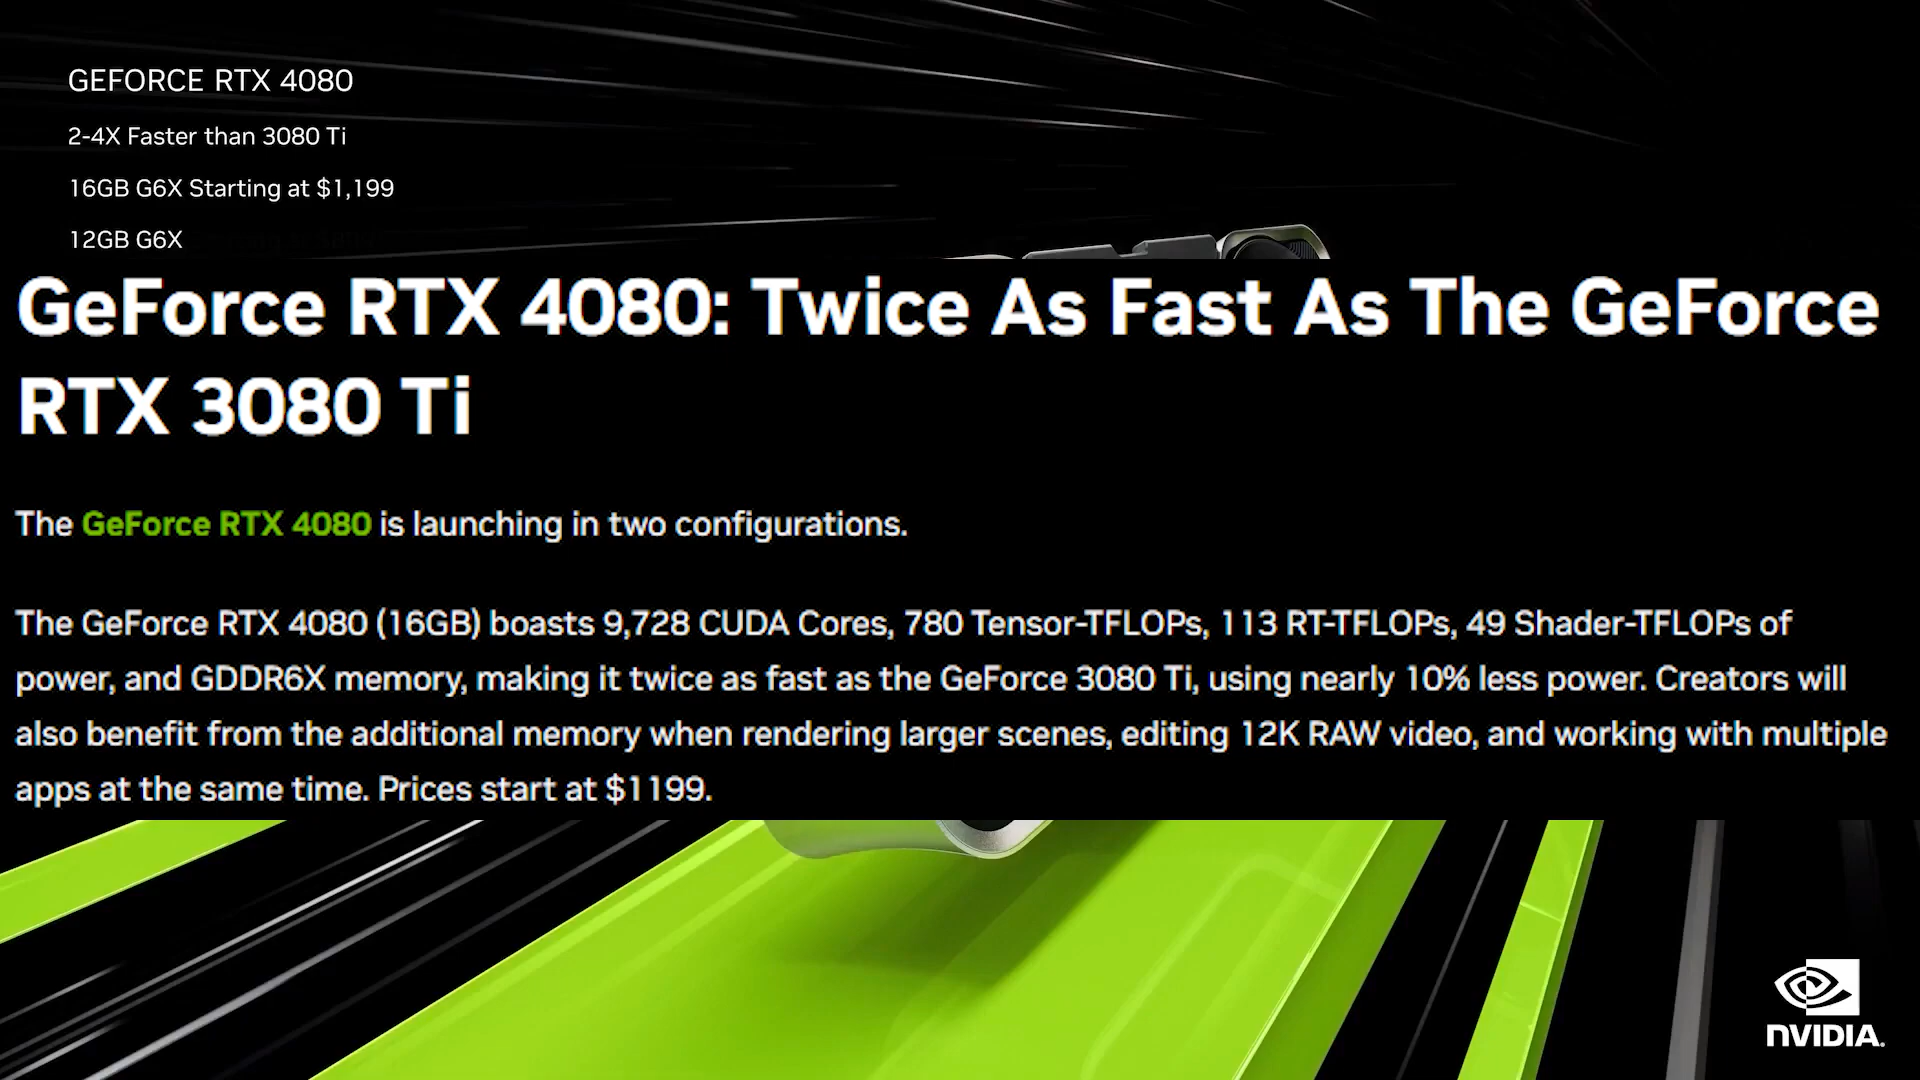 GEFORCE RTX 4080
2-4X Faster than 3080 Ti
16GB G6X Starting at $1,199
12GB G6X
GeForce RTX 4080: Twice As Fast As The GeForce
RTX 3080 Ti
The GeForce RTX 4080 is launching in two configurations.
The GeForce RTX 4080 (16GB) boasts 9,728 CUDA Cores, 780 Tensor-TFLOPs, 113 RT-TFLOPs, 49 Shader-TFLOPs of
power, and GDDR6X memory, making it twice as fast as the GeForce 3080 Ti, using nearly 10% less power. Creators will
also benefit from the additional memory when rendering larger scenes, editing 12K RAW video, and working with multiple
apps at the same time. Prices start at $1199.
NVIDIA.